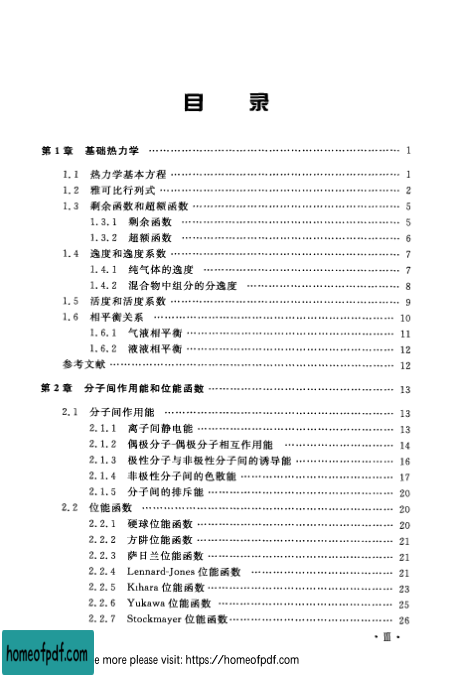 目 录
第1章 基础热力学 …… 1
1.1 热力学基本方程 …… 1
1.2 雅可比行列式 …… 2
1.3 剩余函数和超额函数 …… 5
1.3.1 剩余函数 …… 5
1.3.2 超额函数 …… 6
1.4 逸度和逸度系数 …… 7
1.4.1 纯气体的逸度 …… 7
1.4.2 混合物中组分的分逸度 …… 8
1.5 活度和活度系数 …… 9
1.6 相平衡关系 …… 10
1.6.1 气液相平衡 …… 11
1.6.2 液液相平衡 …… 12
参考文献 …… 12
第2章 分子间作用能和位能函数 …… 13
2.1 分子间作用能 …… 13
2.1.1 离子间静电能 …… 13
2.1.2 偶极分子-偶极分子相互作用能 …… 14
2.1.3 极性分子与非极性分子间的诱导能 …… 16
2.1.4 非极性分子间的色散能 …… 17
2.1.5 分子间的排斥能 …… 20
2.2 位能函数 …… 20
2.2.1 硬球位能函数 …… 20
2.2.2 方阱位能函数 …… 21
2.2.3 萨日兰位能函数 …… 21
2.2.4 Lennard-Jones 位能函数 …… 21
2.2.5 Kihara 位能函数 …… 23
2.2.6 Yukawa 位能函数 …… 25
2.2.7 Stockmayer 位能函数 …… 26
· Ⅲ ·
homeofpdf.com
e more please visit: https://homeofpdf.com